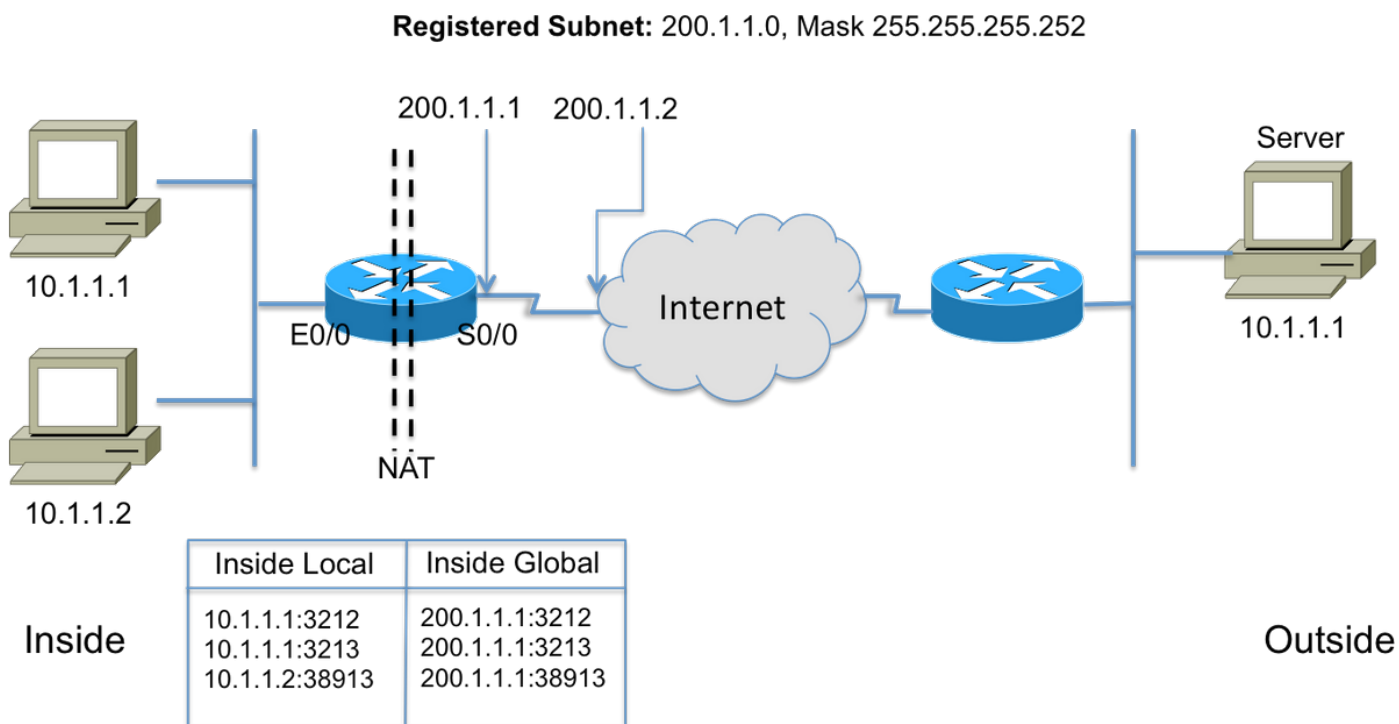 Registered Subnet: 200.1.1.0, Mask 255.255.255.252
200.1.1.1
200.1.1.2
Server
10.1.1.1
E0/0
S0/0
Internet
10.1.1.1
NAT
10.1.1.2
Inside Local
Inside Global
10.1.1.1:3212
200.1.1.1:3212
10.1.1.1:3213
200.1.1.1:3213
10.1.1.2:38913
200.1.1.1:38913
Inside
Outside